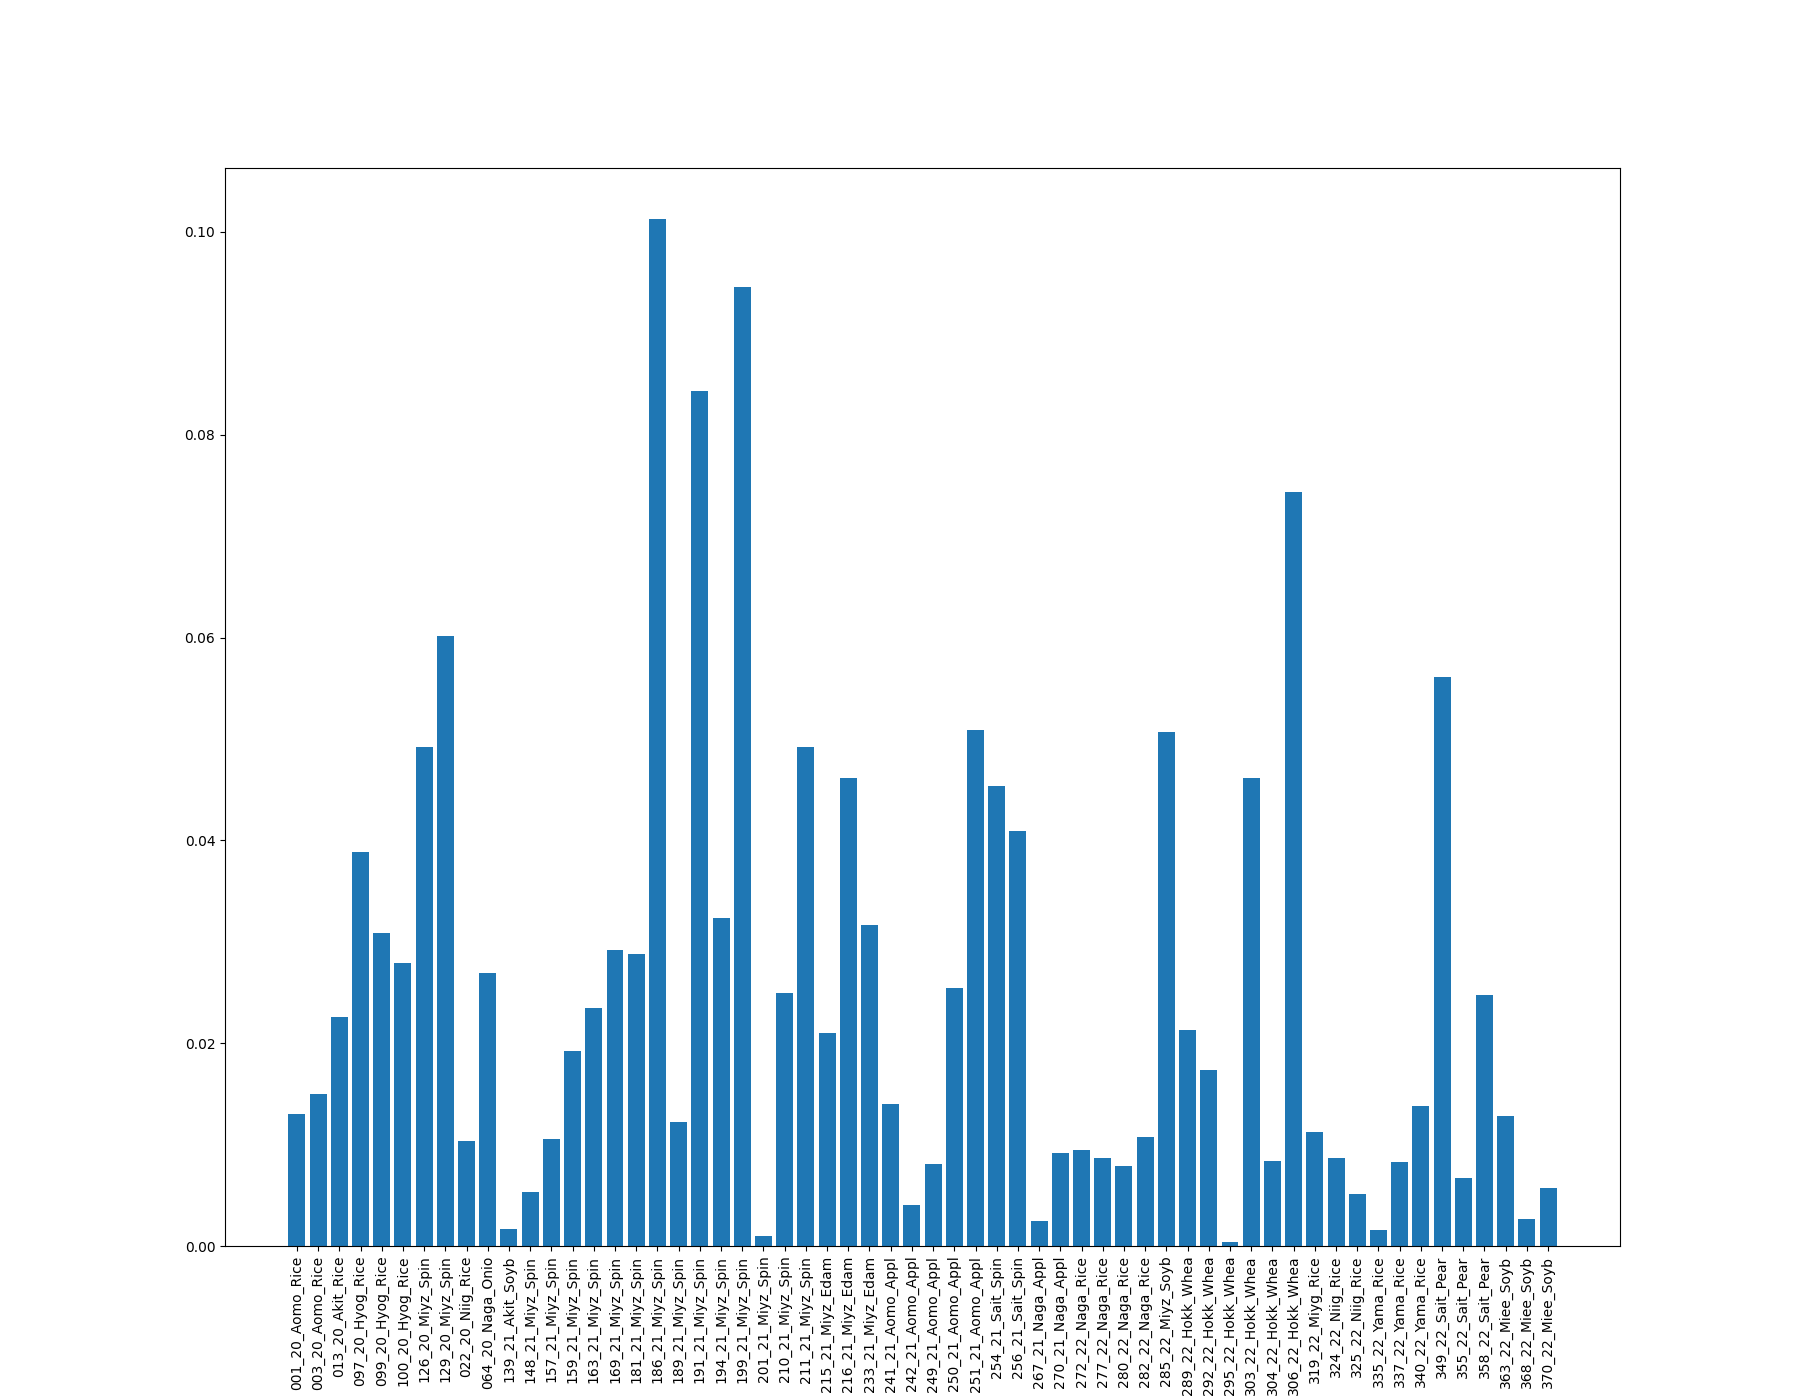 0.10
0.08
0.06
0.04
0.02
0.00
001_20_Aomo_Rice
003_20_Aomo_Rice
013_20_Akit_Rice
097_20_Hyog_Rice
099_20_Hyog_Rice
100_20_Hyog_Rice
126_20_Miyz_Spin
129_20_Miyz_Spin
022_20_Niig_Rice
064_20_Naga_Onio
139_21_Akit_Soyb
148_21_Miyz_Spin
157_21_Miyz_Spin
159_21_Miyz_Spin
163_21_Miyz_Spin
169_21_Miyz_Spin
181_21_Miyz_Spin
186_21_Miyz_Spin
189_21_Miyz_Spin
191_21_Miyz_Spin
194_21_Miyz_Spin
199_21_Miyz_Spin
201_21_Miyz_Spin
210_21_Miyz_Spin
211_21_Miyz_Spin
215_21_Miyz_Edam
216_21_Miyz_Edam
233_21_Miyz_Edam
241_21_Aomo_Appl
242_21_Aomo_Appl
249_21_Aomo_Appl
250_21_Aomo_Appl
251_21_Aomo_Appl
254_21_Sait_Spin
256_21_Sait_Spin
267_21_Naga_Appl
270_21_Naga_Appl
272_22_Naga_Rice
277_22_Naga_Rice
280_22_Naga_Rice
282_22_Naga_Rice
285_22_Miyz_Soyb
289_22_Hokk_Whea
292_22_Hokk_Whea
295_22_Hokk_Whea
303_22_Hokk_Whea
304_22_Hokk_Whea
306_22_Hokk_Whea
319_22_Miyg_Rice
324_22_Niig_Rice
325_22_Niig_Rice
335_22_Yama_Rice
337_22_Yama_Rice
340_22_Yama_Rice
349_22_Sait_Pear
355_22_Sait_Pear
358_22_Sait_Pear
363_22_Miee_Soyb
368_22_Miee_Soyb
370_22_Miee_Soyb